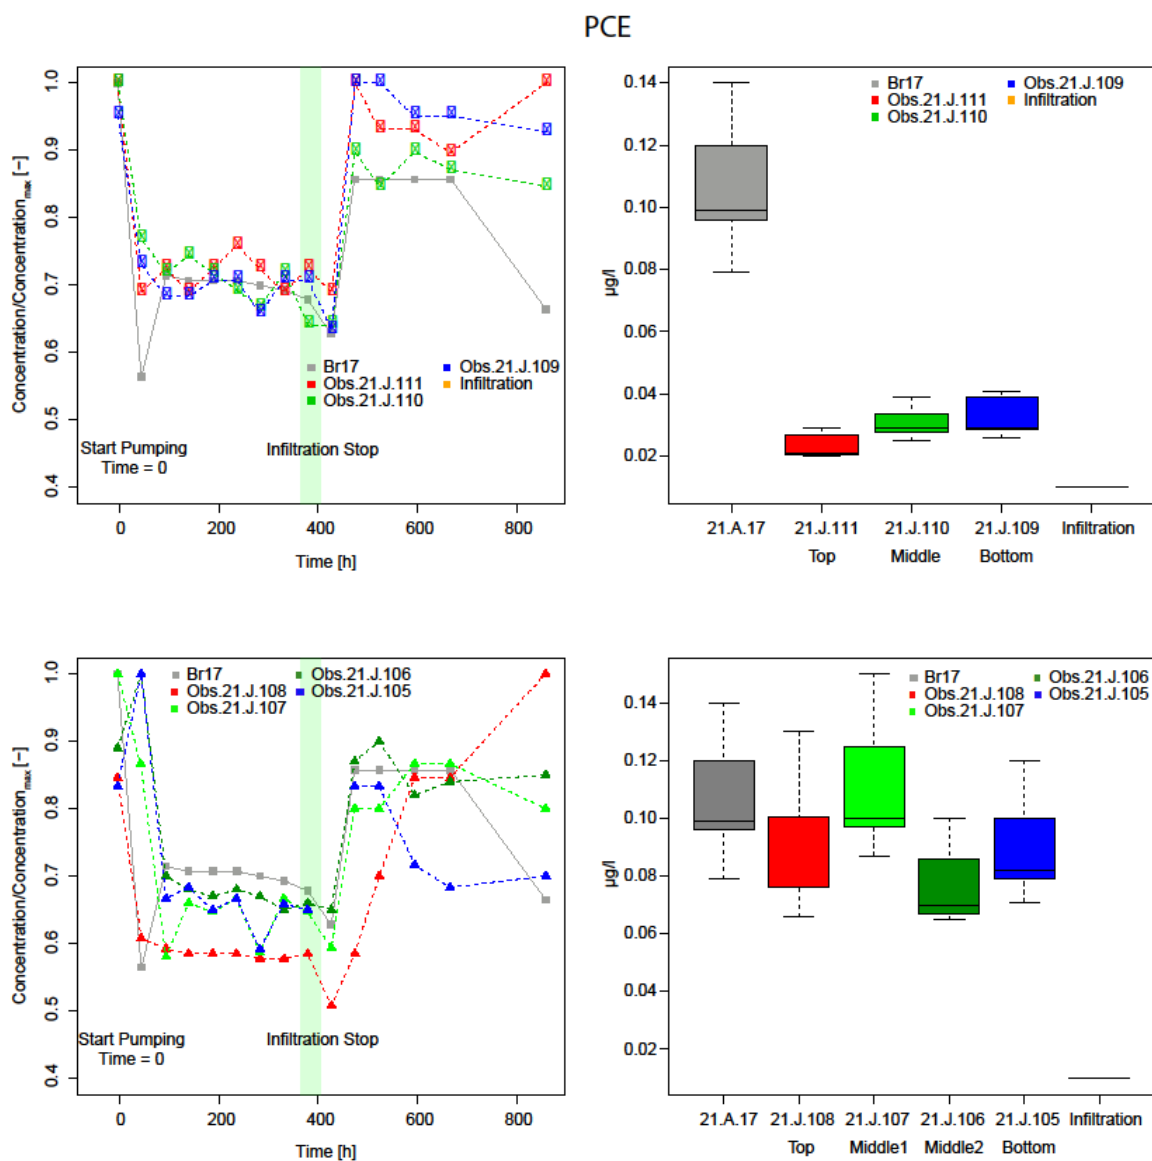 PCE
Concentration/Concentration_max [–]
1.0
0.9
0.8
0.7
0.6
0.5
0.4
Br17
Obs.21.J.111
Obs.21.J.110
Obs.21.J.109
Infiltration
Start Pumping
Time = 0
Infiltration Stop
0 200 400 600 800
Time [h]
µg/l
0.14
0.12
0.10
0.08
0.06
0.04
0.02
Br17
Obs.21.J.111
Obs.21.J.110
Obs.21.J.109
Infiltration
21.A.17 21.J.111 21.J.110 21.J.109 Infiltration
Top Middle Bottom
Concentration/Concentration_max [–]
1.0
0.9
0.8
0.7
0.6
0.5
0.4
Br17
Obs.21.J.108
Obs.21.J.107
Obs.21.J.106
Obs.21.J.105
Start Pumping
Time = 0
Infiltration Stop
0 200 400 600 800
Time [h]
µg/l
0.14
0.12
0.10
0.08
0.06
0.04
0.02
Br17
Obs.21.J.108
Obs.21.J.107
Obs.21.J.106
Obs.21.J.105
21.A.17 21.J.108 21.J.107 21.J.106 21.J.105 Infiltration
Top Middle1 Middle2 Bottom